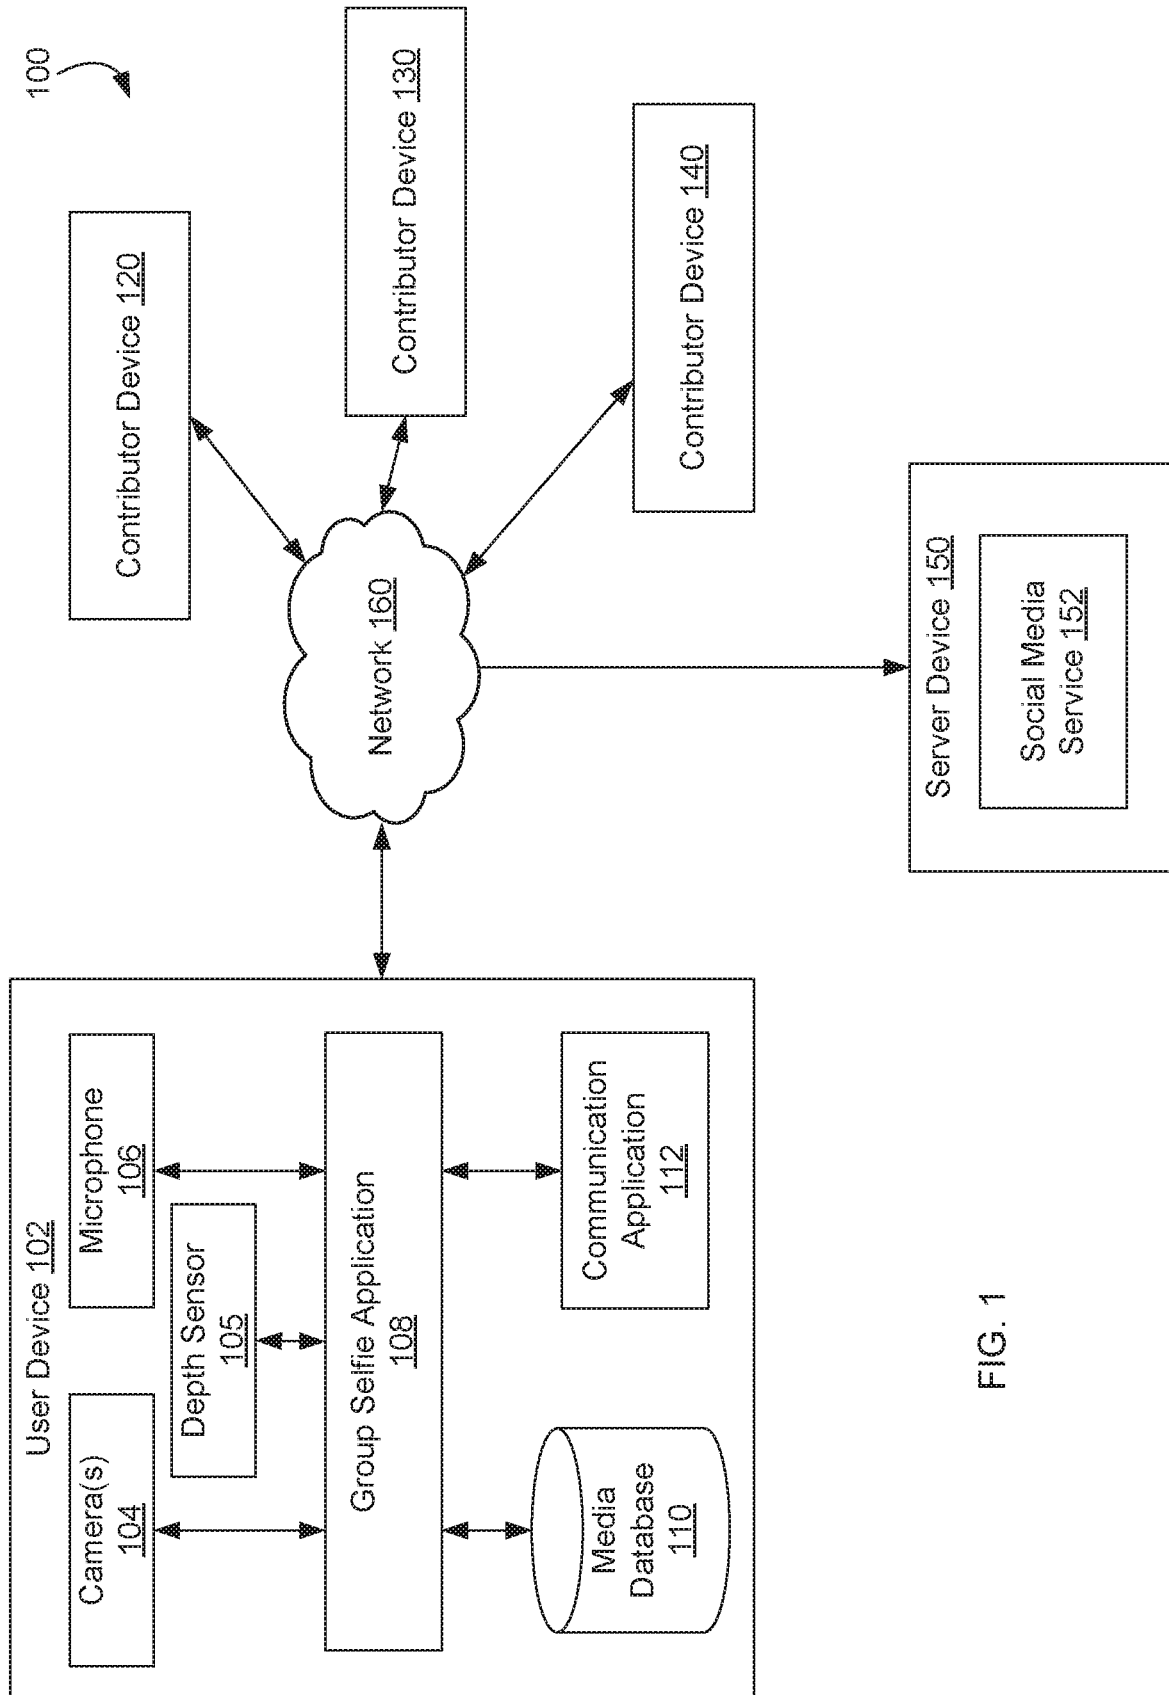 100
User Device 102
Camera(s)
104
Microphone
106
Depth Sensor
105
Group Selfie Application
108
Media
Database
110
Communication
Application
112
Network 160
Contributor Device 120
Contributor Device 130
Contributor Device 140
Server Device 150
Social Media
Service 152
FIG. 1